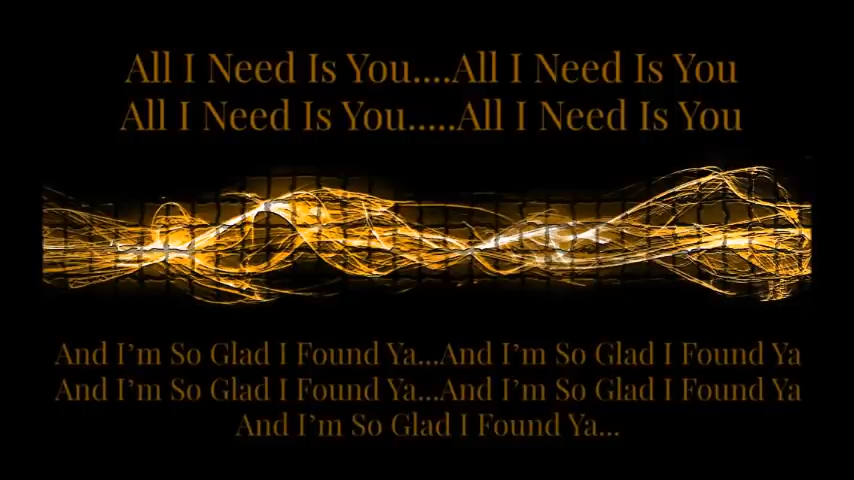 All I Need Is You....All I Need Is You
All I Need Is You.....All I Need Is You
And I’m So Glad I Found Ya...And I’m So Glad I Found Ya
And I’m So Glad I Found Ya...And I’m So Glad I Found Ya
And I’m So Glad I Found Ya...